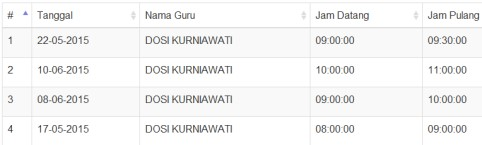 # Tanggal Nama Guru Jam Datang Jam Pulang
1 22-05-2015 DOSI KURNIAWATI 09:00:00 09:30:00
2 10-06-2015 DOSI KURNIAWATI 10:00:00 11:00:00
3 08-06-2015 DOSI KURNIAWATI 09:00:00 10:00:00
4 17-05-2015 DOSI KURNIAWATI 08:00:00 09:00:00